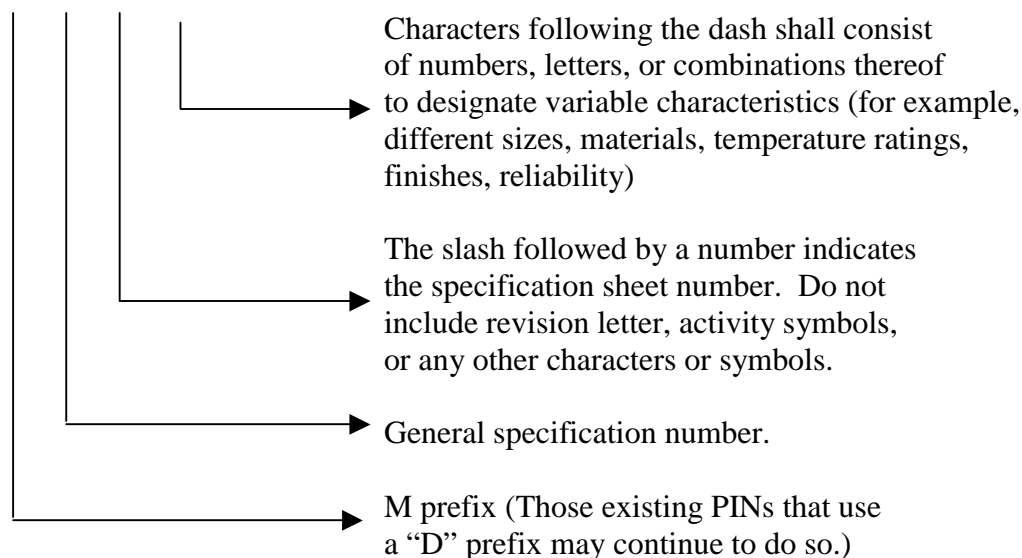 Characters following the dash shall consist
of numbers, letters, or combinations thereof
to designate variable characteristics (for example,
different sizes, materials, temperature ratings,
finishes, reliability)
The slash followed by a number indicates
the specification sheet number.  Do not
include revision letter, activity symbols,
or any other characters or symbols.
General specification number.
M prefix (Those existing PINs that use
a “D” prefix may continue to do so.)